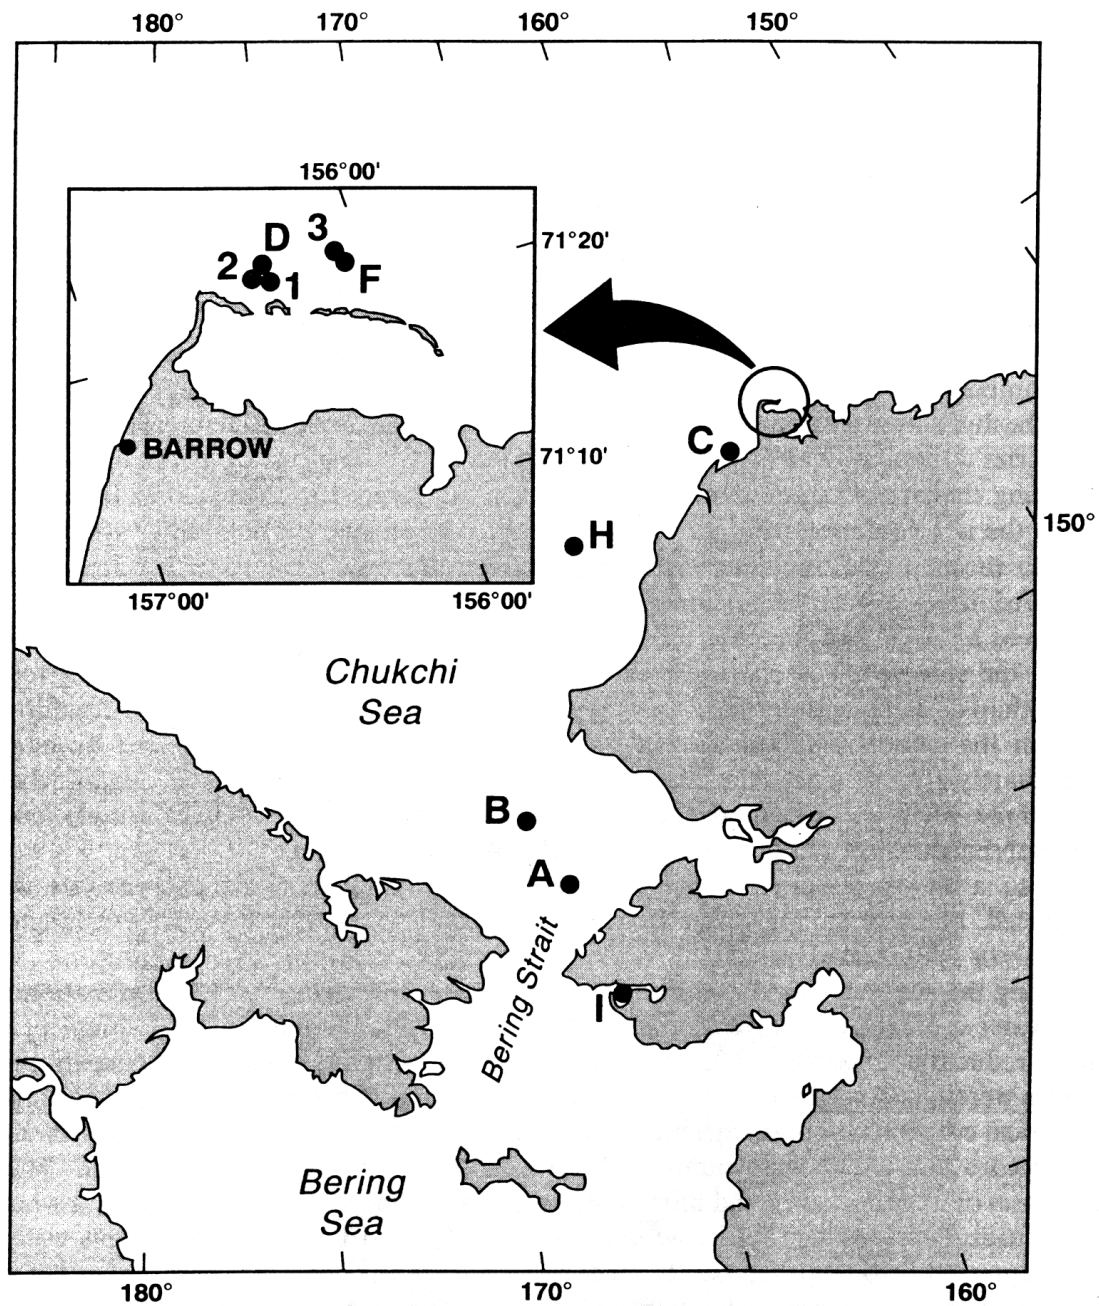 180° 170° 160° 150°
156°00'
3
D
71°20'
2
F
1
C
BARROW
71°10'
150°
H
157°00' 156°00'
Chukchi
Sea
B
A
Bering Strait
I
Bering
Sea
180° 170° 160°